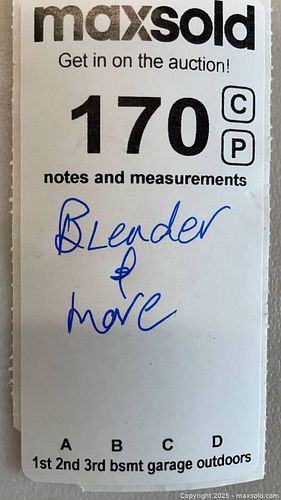 maxsold
Get in on the auction!
170 C
P
notes and measurements
Blender
&
more
A B C D
1st 2nd 3rd bsmt garage outdoors
Copyright © 2025 - maxsold.com